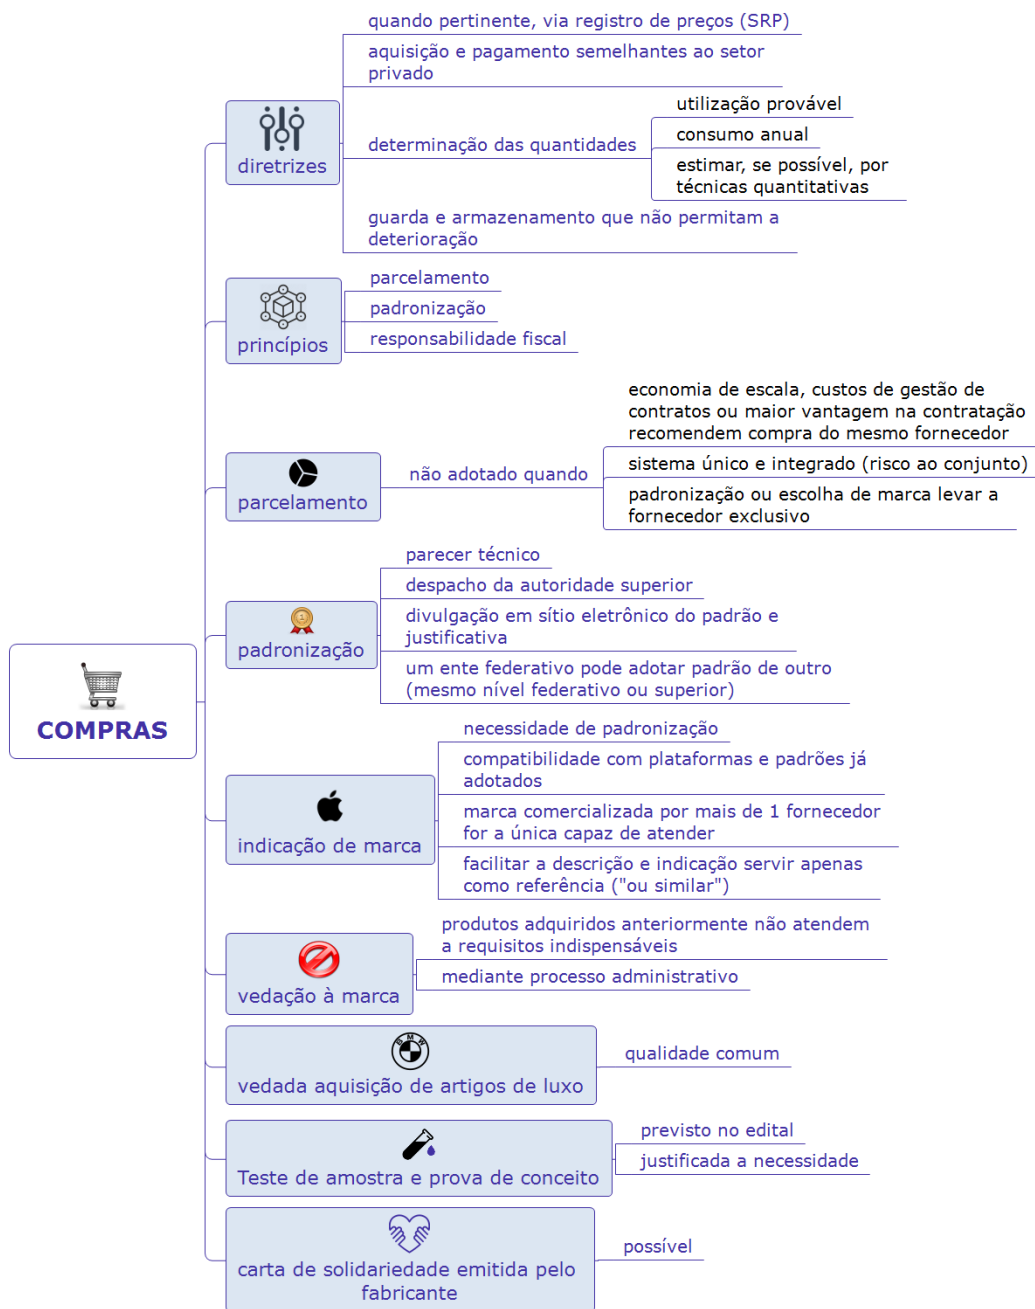 quando pertinente, via registro de preços (SRP)
aquisição e pagamento semelhantes ao setor
privado
diretrizes
determinação das quantidades
utilização provável
consumo anual
estimar, se possível, por
técnicas quantitativas
guarda e armazenamento que não permitam a
deterioração
princípios
parcelamento
padronização
responsabilidade fiscal
parcelamento
não adotado quando
economia de escala, custos de gestão de
contratos ou maior vantagem na contratação
recomendem compra do mesmo fornecedor
sistema único e integrado (risco ao conjunto)
padronização ou escolha de marca levar a
fornecedor exclusivo
padronização
parecer técnico
despacho da autoridade superior
divulgação em sítio eletrônico do padrão e
justificativa
um ente federativo pode adotar padrão de outro
(mesmo nível federativo ou superior)
COMPRAS
indicação de marca
necessidade de padronização
compatibilidade com plataformas e padrões já
adotados
marca comercializada por mais de 1 fornecedor
for a única capaz de atender
facilitar a descrição e indicação servir apenas
como referência ("ou similar")
vedação à marca
produtos adquiridos anteriormente não atendem
a requisitos indispensáveis
mediante processo administrativo
BMW
vedada aquisição de artigos de luxo
qualidade comum
Teste de amostra e prova de conceito
previsto no edital
justificada a necessidade
carta de solidariedade emitida pelo
fabricante
possível